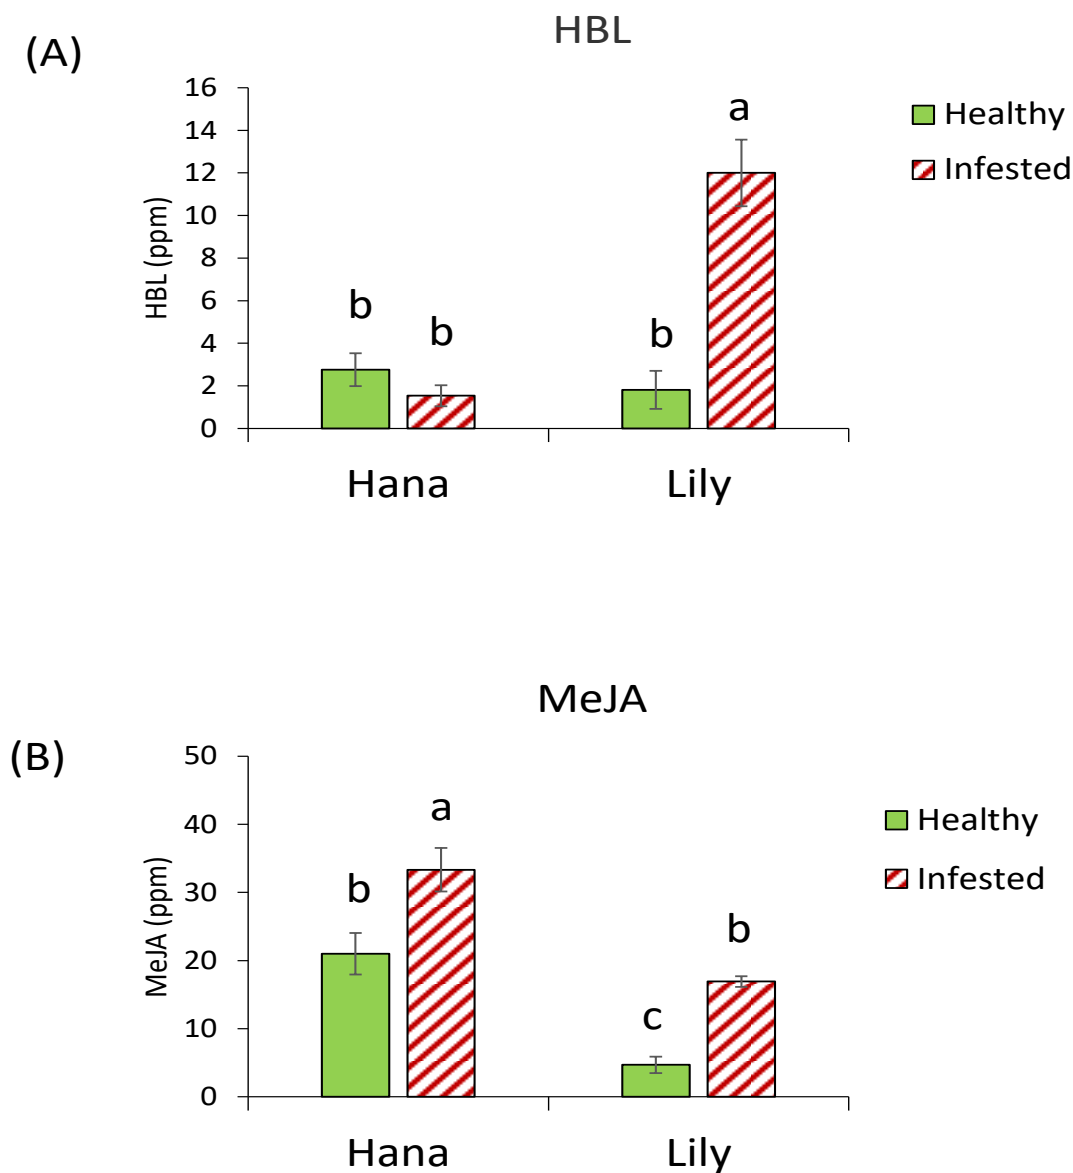 HBL
(A)
16
14
12
10
8
6
4
2
0
HBL (ppm)
b
b
b
a
Healthy
Infested
Hana
Lily
MeJA
(B)
50
40
30
20
10
0
MeJA (ppm)
b
a
c
b
Healthy
Infested
Hana
Lily